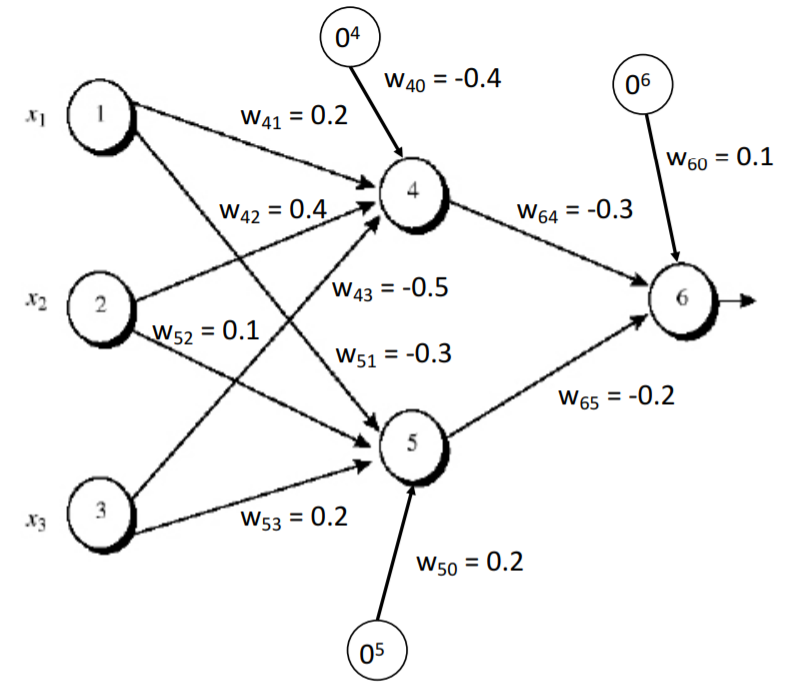 0⁴
w₄₀ = -0.4
0⁶
x₁
1
w₄₁ = 0.2
w₆₀ = 0.1
4
w₄₂ = 0.4
w₆₄ = -0.3
x₂
2
w₄₃ = -0.5
6
w₅₂ = 0.1
w₅₁ = -0.3
w₆₅ = -0.2
5
x₃
3
w₅₃ = 0.2
w₅₀ = 0.2
0⁵